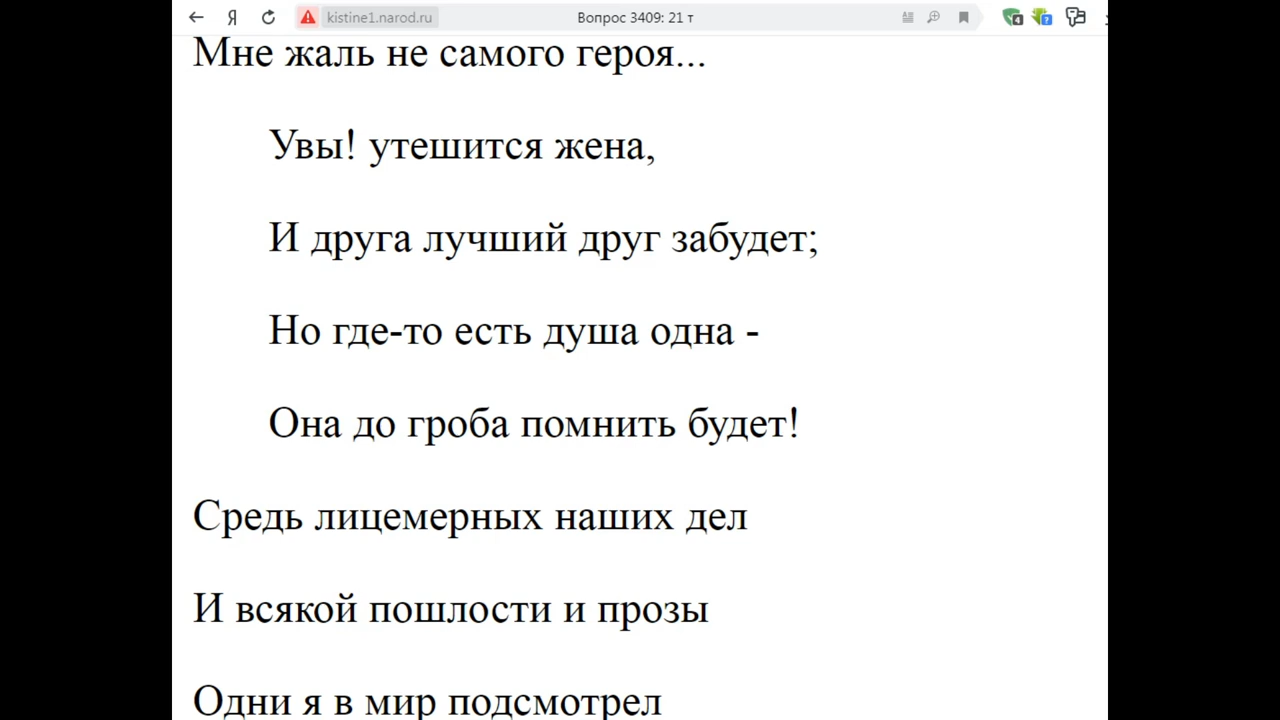 Я kistine1.narod.ru Вопрос 3409: 21 т 4 ?
Мне жаль не самого героя...
Увы! утешится жена,
И друга лучший друг забудет;
Но где-то есть душа одна -
Она до гроба помнить будет!
Средь лицемерных наших дел
И всякой пошлости и прозы
Одни я в мир подсмотрел